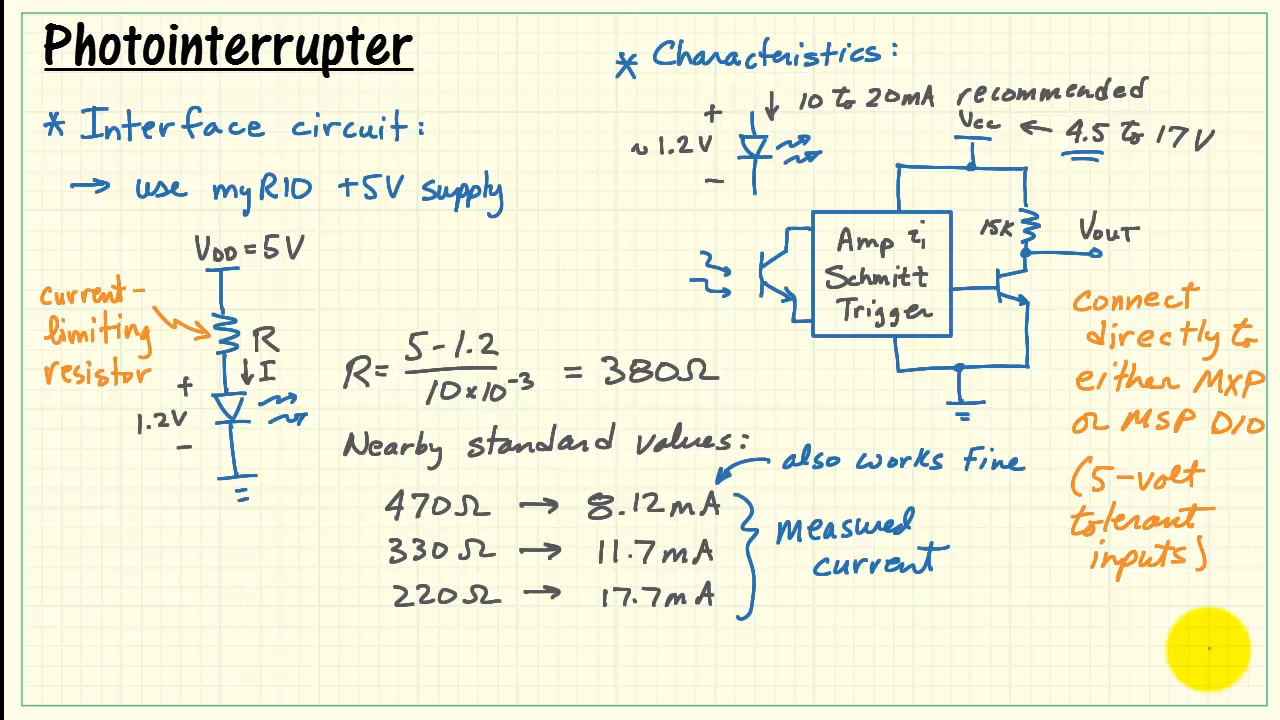 Photointerrupter
* Interface circuit:
→ use myRIO +5V supply
VDD = 5V
current-
limiting
resistor
R
↓ I
+
1.2V
−
R = (5 - 1.2) / (10 × 10⁻³) = 380Ω
Nearby standard values:
470Ω → 8.12mA
330Ω → 11.7mA
220Ω → 17.7mA
also works fine
measured
current
* Characteristics:
↓ 10 to 20mA recommended
+
~1.2V
−
Vcc ← 4.5 to 17V
15K
VOUT
Amp &
Schmitt
Trigger
connect
directly to
either MXP
or MSP DIO
(5-volt
tolerant
inputs)